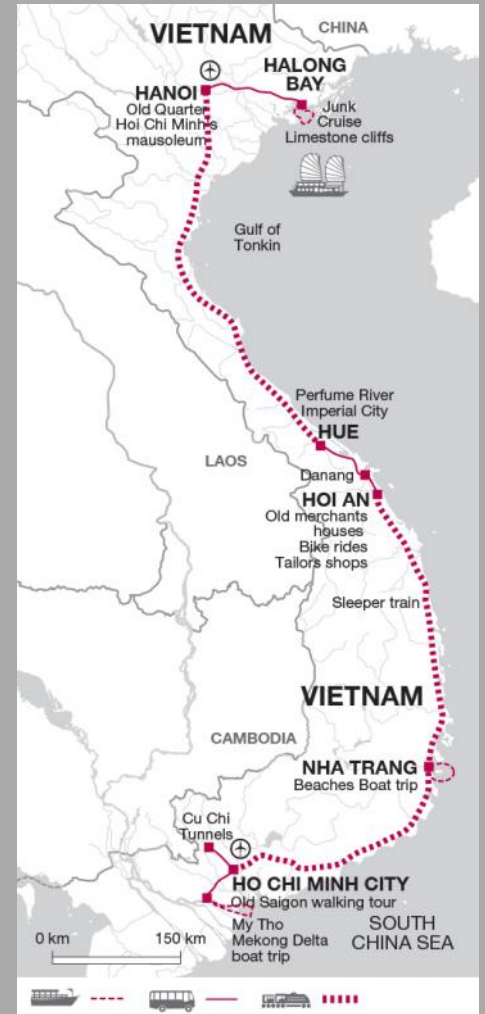 VIETNAM
CHINA
HANOI
Old Quarter
Hoi Chi Minh's
mausoleum
HALONG
BAY
Junk
Cruise
Limestone cliffs
Gulf of
Tonkin
Perfume River
Imperial City
HUE
LAOS
Danang
HOI AN
Old merchants
houses
Bike rides
Tailors shops
Sleeper train
VIETNAM
CAMBODIA
NHA TRANG
Beaches Boat trip
Cu Chi
Tunnels
HO CHI MINH CITY
Old Saigon walking tour
My Tho
Mekong Delta
boat trip
SOUTH
CHINA SEA
0 km 150 km